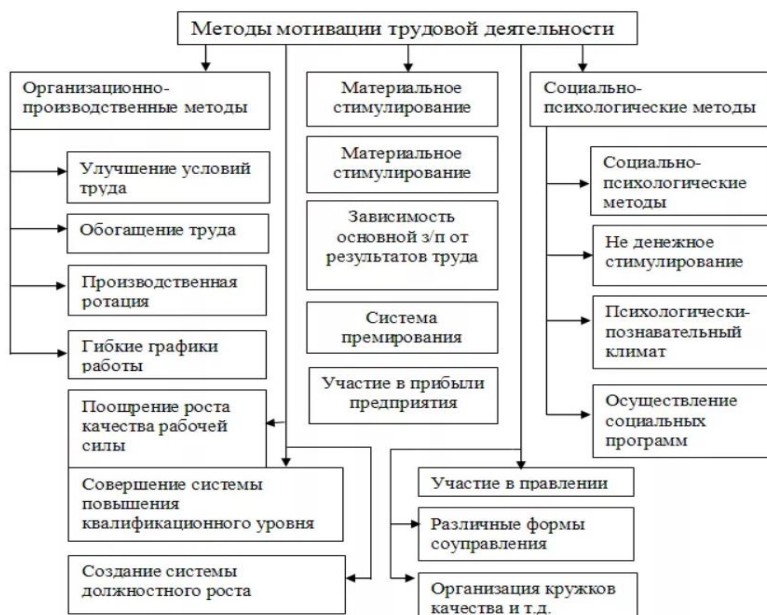 Методы мотивации трудовой деятельности
Организационно-
производственные методы
Улучшение условий
труда
Обогащение труда
Производственная
ротация
Гибкие графики
работы
Поощрение роста
качества рабочей
силы
Совершение системы
повышения
квалификационного уровня
Создание системы
должностного роста
Материальное
стимулирование
Материальное
стимулирование
Зависимость
основной з/п от
результатов труда
Система
премирования
Участие в прибыли
предприятия
Социально-
психологические методы
Социально-
психологические
методы
Не денежное
стимулирование
Психологически-
познавательный
климат
Осуществление
социальных
программ
Участие в правлении
Различные формы
соуправления
Организация кружков
качества и т.д.